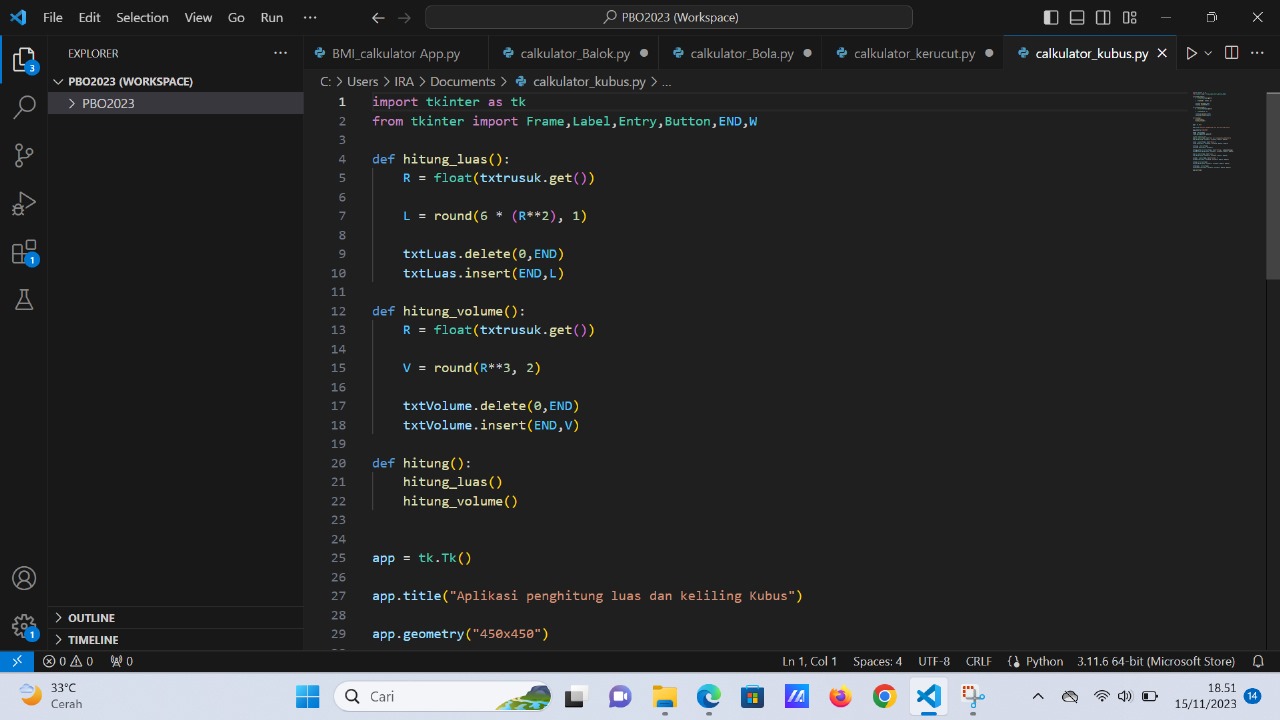 File Edit Selection View Go Run ...
PBO2023 (Workspace)
EXPLORER ...
BMI_calkulator App.py calkulator_Balok.py calkulator_Bola.py calkulator_kerucut.py calkulator_kubus.py
C: > Users > IRA > Documents > calkulator_kubus.py > ...
PBO2023 (WORKSPACE)
PBO2023
3
1
1
1 import tkinter as tk
2 from tkinter import Frame,Label,Entry,Button,END,W
3
4 def hitung_luas():
5 R = float(txtrusuk.get())
6
7 L = round(6 * (R**2), 1)
8
9 txtLuas.delete(0,END)
10 txtLuas.insert(END,L)
11
12 def hitung_volume():
13 R = float(txtrusuk.get())
14
15 V = round(R**3, 2)
16
17 txtVolume.delete(0,END)
18 txtVolume.insert(END,V)
19
20 def hitung():
21 hitung_luas()
22 hitung_volume()
23
24
25 app = tk.Tk()
26
27 app.title("Aplikasi penghitung luas dan keliling Kubus")
28
29 app.geometry("450x450")
OUTLINE
TIMELINE
0 0 0
Ln 1, Col 1 Spaces: 4 UTF-8 CRLF Python 3.11.6 64-bit (Microsoft Store)
33°C
Cerah
Cari
18.51
15/11/2023
14